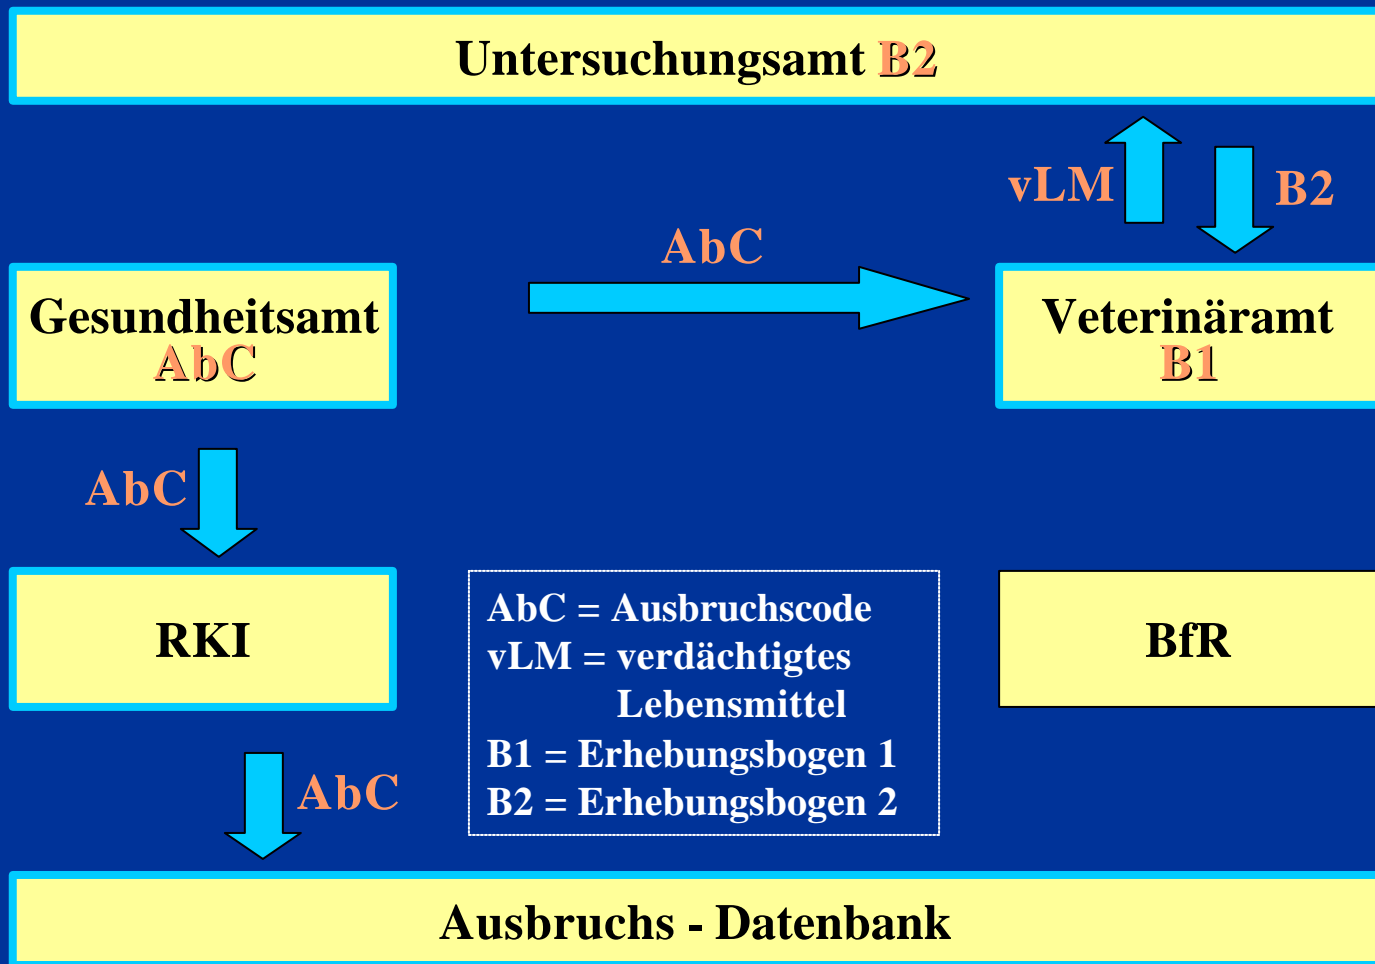 Untersuchungsamt B2
vLM
B2
AbC
Gesundheitsamt
AbC
Veterinäramt
B1
AbC
RKI
AbC = Ausbruchscode
vLM = verdächtigtes
Lebensmittel
B1 = Erhebungsbogen 1
B2 = Erhebungsbogen 2
BfR
AbC
Ausbruchs - Datenbank